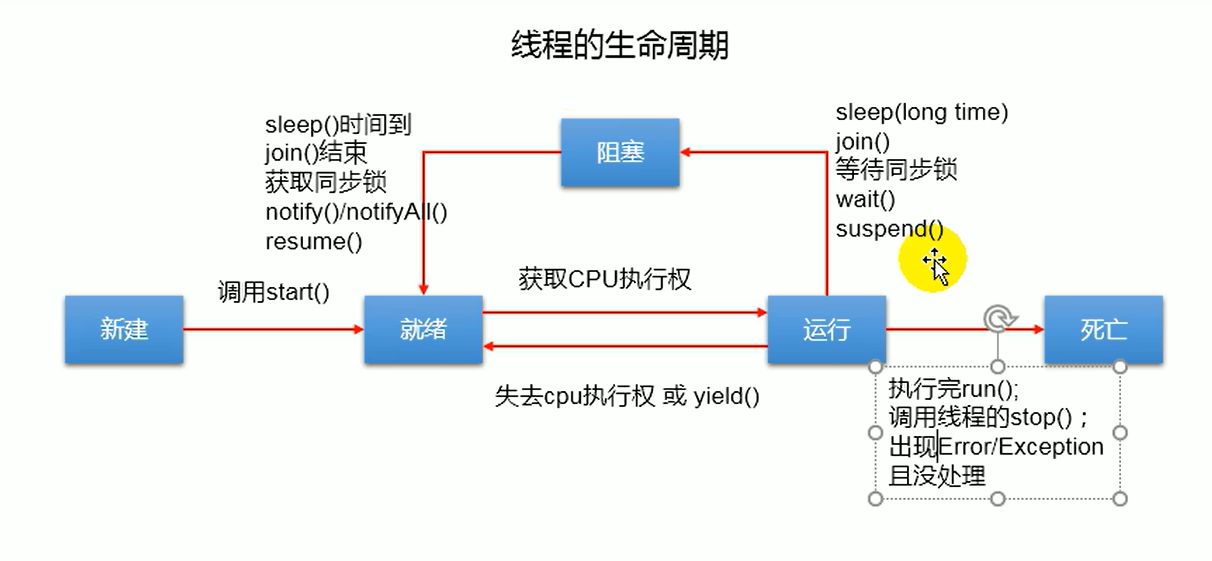 线程的生命周期
sleep()时间到
join()结束
获取同步锁
notify()/notifyAll()
resume()
阻塞
sleep(long time)
join()
等待同步锁
wait()
suspend()
调用start()
获取CPU执行权
新建
就绪
运行
死亡
失去cpu执行权 或 yield()
执行完run();
调用线程的stop()；
出现Error/Exception
且没处理